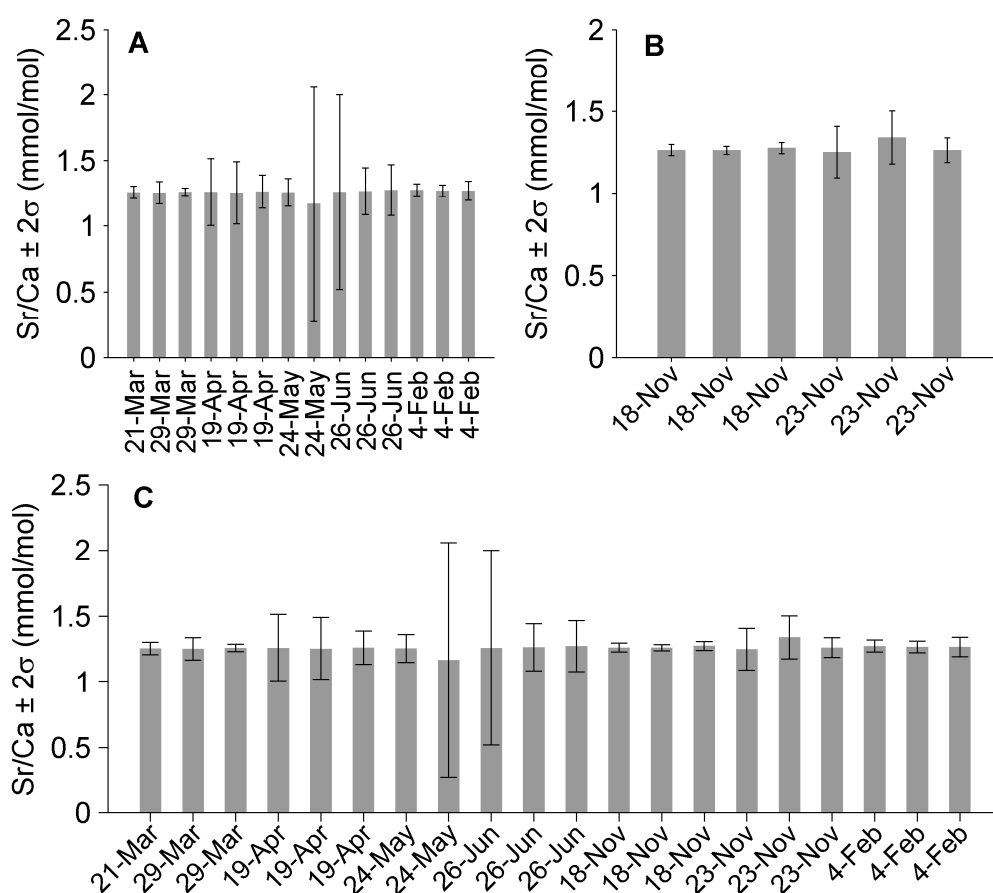 A
Sr/Ca ± 2σ (mmol/mol)
2.5
2
1.5
1
0.5
0
21-Mar
29-Mar
29-Mar
19-Apr
19-Apr
19-Apr
24-May
24-May
26-Jun
26-Jun
26-Jun
4-Feb
4-Feb
4-Feb
B
Sr/Ca ± 2σ (mmol/mol)
2
1.5
1
0.5
0
18-Nov
18-Nov
18-Nov
23-Nov
23-Nov
23-Nov
C
Sr/Ca ± 2σ (mmol/mol)
2.5
2
1.5
1
0.5
0
21-Mar
29-Mar
29-Mar
19-Apr
19-Apr
19-Apr
24-May
24-May
26-Jun
26-Jun
26-Jun
18-Nov
18-Nov
18-Nov
23-Nov
23-Nov
23-Nov
4-Feb
4-Feb
4-Feb